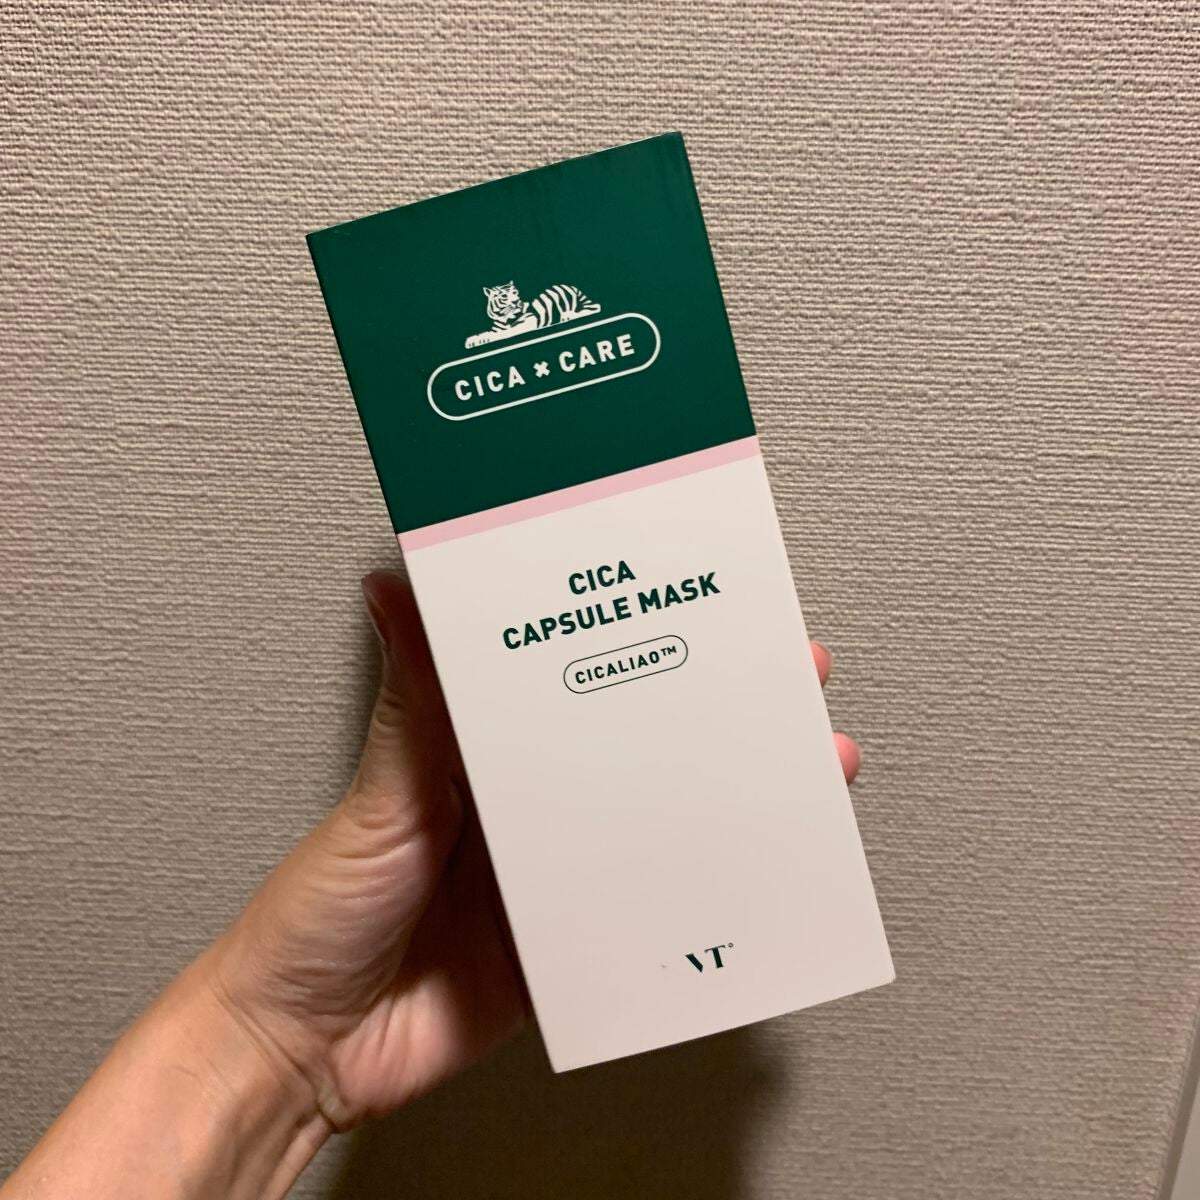 CICA × CARE
CICA
CAPSULE MASK
CICALIAO™
VT°